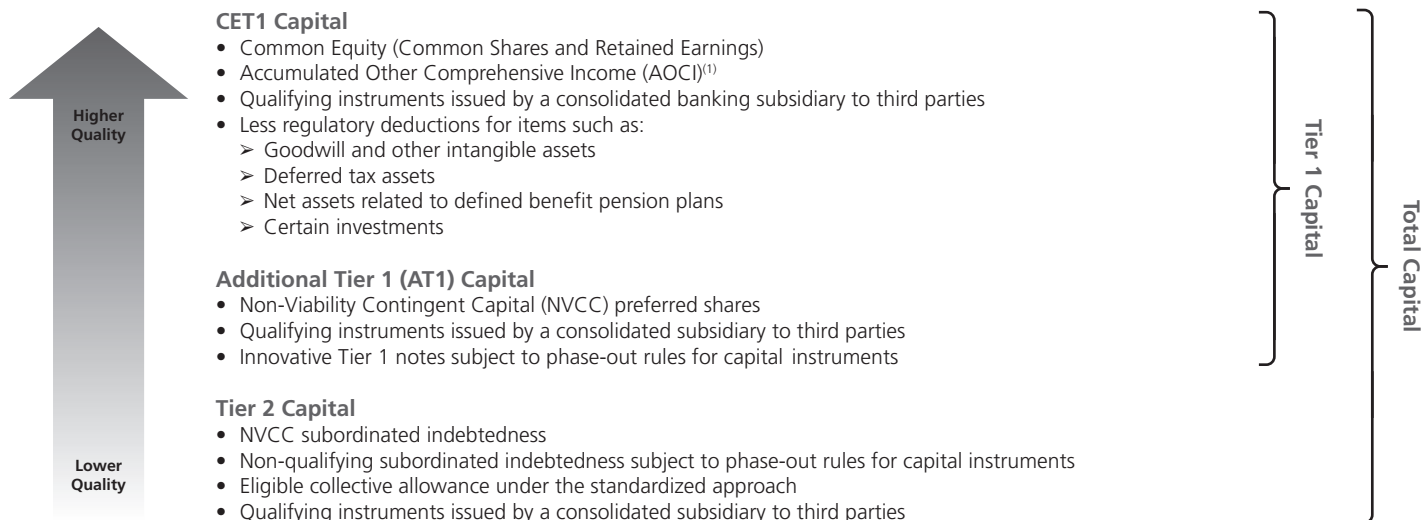 CET1 Capital
• Common Equity (Common Shares and Retained Earnings)
• Accumulated Other Comprehensive Income (AOCI)(1)
• Qualifying instruments issued by a consolidated banking subsidiary to third parties
• Less regulatory deductions for items such as:
➢ Goodwill and other intangible assets
➢ Deferred tax assets
➢ Net assets related to defined benefit pension plans
➢ Certain investments
Additional Tier 1 (AT1) Capital
• Non-Viability Contingent Capital (NVCC) preferred shares
• Qualifying instruments issued by a consolidated subsidiary to third parties
• Innovative Tier 1 notes subject to phase-out rules for capital instruments
Tier 2 Capital
• NVCC subordinated indebtedness
• Non-qualifying subordinated indebtedness subject to phase-out rules for capital instruments
• Eligible collective allowance under the standardized approach
• Qualifying instruments issued by a consolidated subsidiary to third parties
Higher
Quality
Lower
Quality
Tier 1 Capital
Total Capital